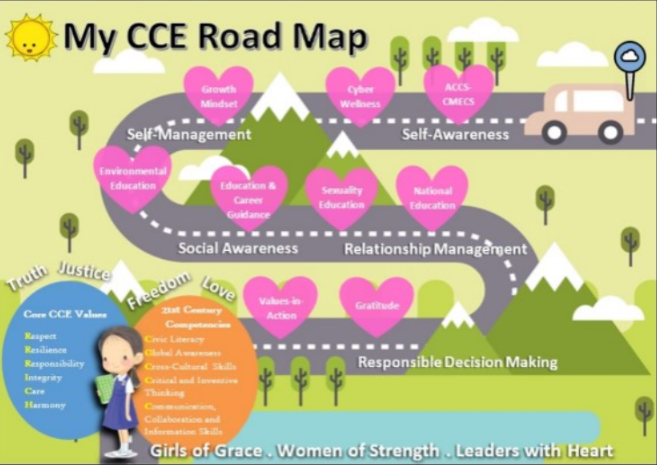 My CCE Road Map
Growth
Mindset
Cyber
Wellness
ACCS-
CMECS
Self-Management
Self-Awareness
Environmental
Education
Education &
Career
Guidance
Sexuality
Education
National
Education
Social Awareness
Relationship Management
Truth Justice
Freedom Love
Values-in-
Action
Gratitude
Responsible Decision Making
Core CCE Values
Respect
Resilience
Responsibility
Integrity
Care
Harmony
21st Century
Competencies
Civic Literacy
Global Awareness
Cross-Cultural Skills
Critical and Inventive
Thinking
Communication,
Collaboration and
Information Skills
Girls of Grace . Women of Strength . Leaders with Heart